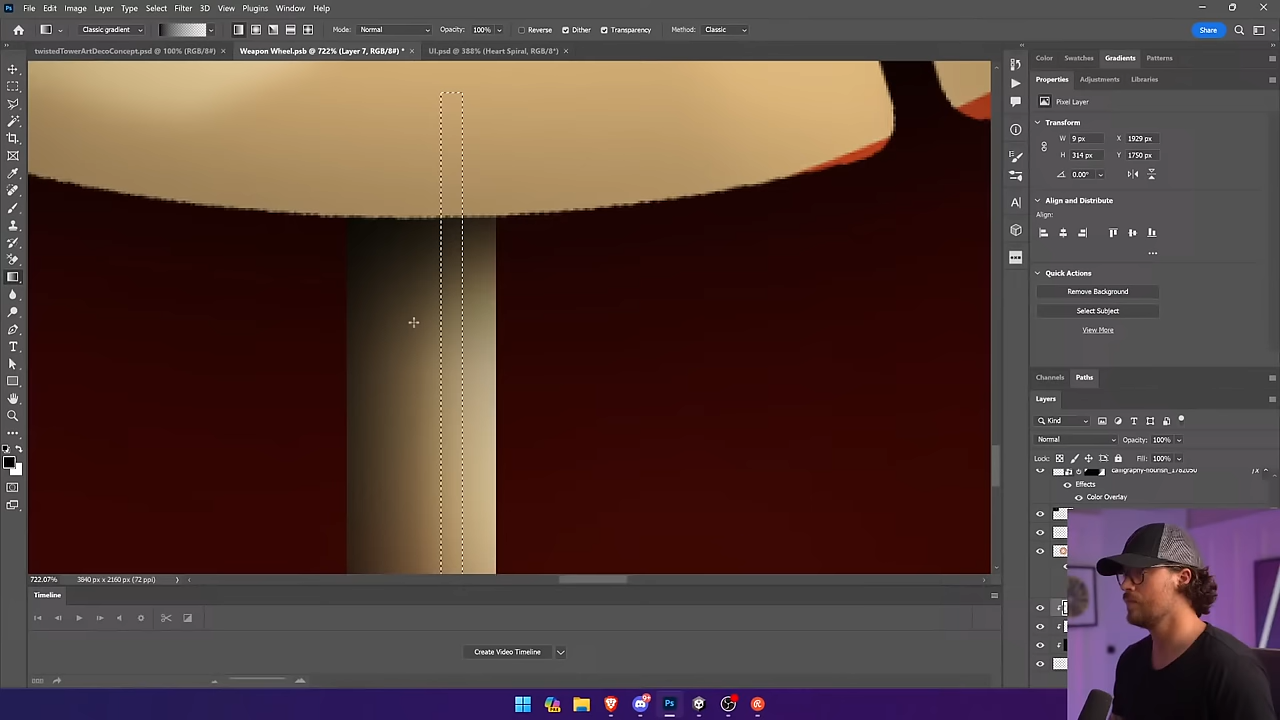 File Edit Image Layer Type Select Filter 3D View Plugins Window Help
Classic gradient Mode: Normal Opacity: 100% Reverse Dither Transparency Method: Classic Share
twistedTowerArtDecoConcept.psd @ 100% (RGB/8#) × Weapon Wheel.psb @ 722% (Layer 7, RGB/8#) * × UI.psd @ 388% (Heart Spiral, RGB/8*) ×
Color Swatches Gradients Patterns
Properties Adjustments Libraries
Pixel Layer
Transform
W 9 px X 1929 px
H 314 px Y 1750 px
0.00°
Align and Distribute
Align:
Quick Actions
Remove Background
Select Subject
View More
Channels Paths
Layers
Kind
Normal Opacity: 100%
Lock: Fill: 100%
calligraphy-flourish_1782050 fx
Effects
Color Overlay
722.07% 3840 px x 2160 px (72 ppi)
Timeline
Create Video Timeline